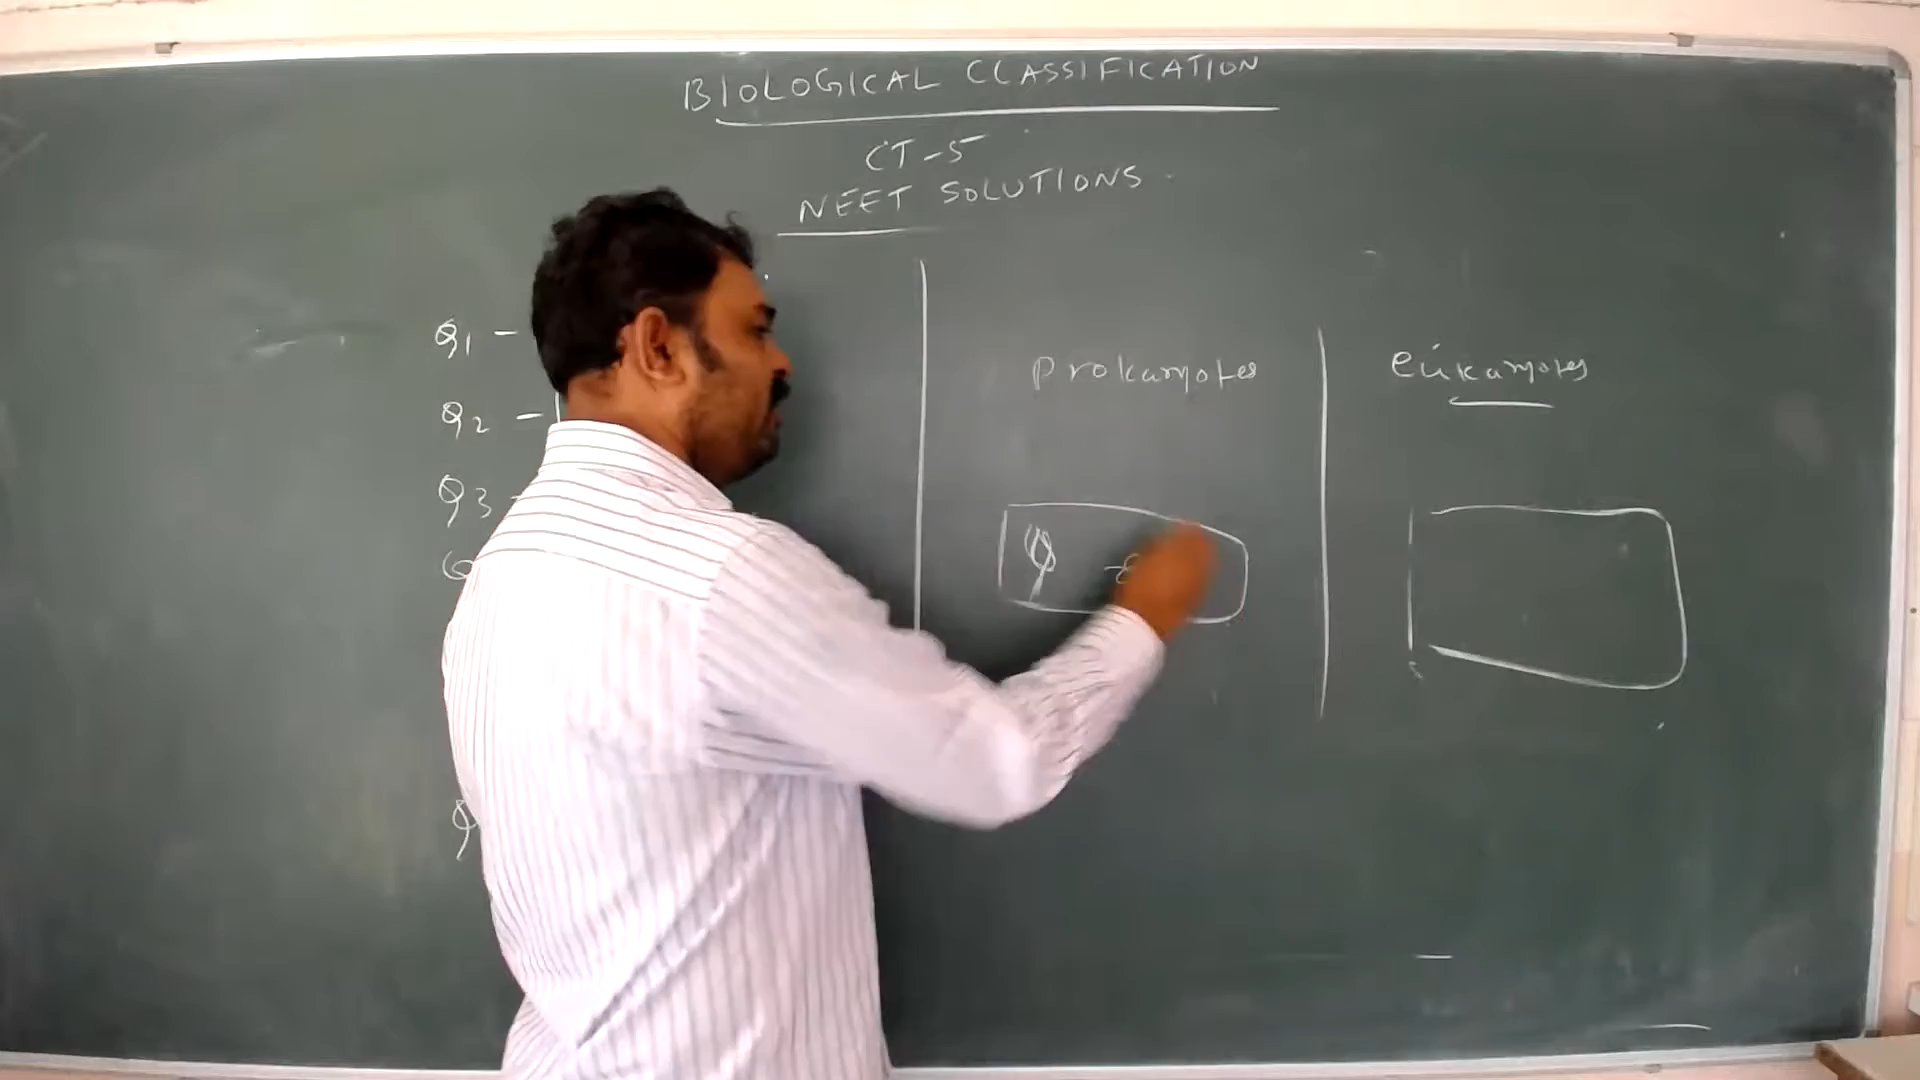 BIOLOGICAL CLASSIFICATION
CT-5
NEET SOLUTIONS
Q1 -
Q2 -
Q3 -
Prokaryotes
eukaryotes